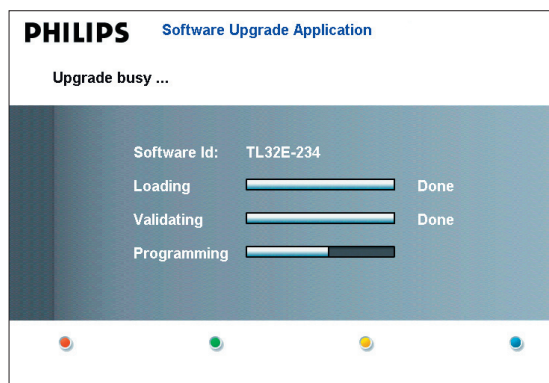 PHILIPS Software Upgrade Application
Upgrade busy ...
Software Id: TL32E-234
Loading Done
Validating Done
Programming